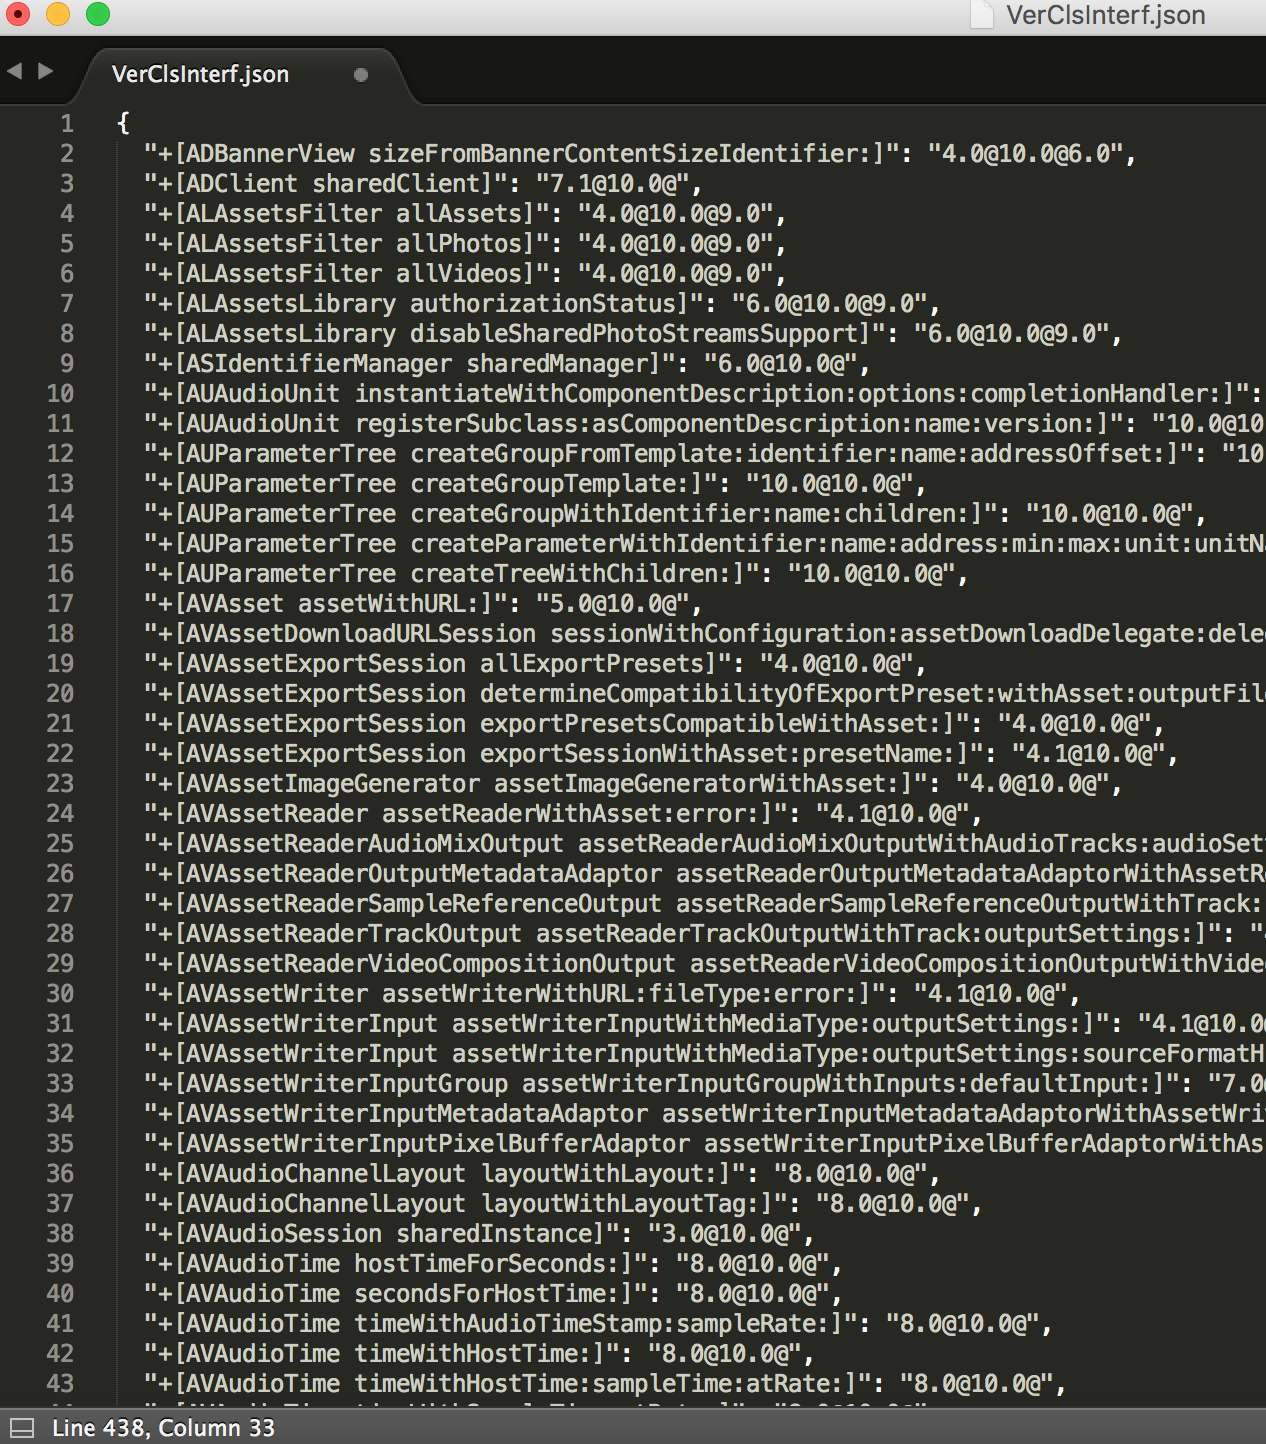 VerClsInterf.json
VerClsInterf.json
1 {
2 "+[ADBannerView sizeFromBannerContentSizeIdentifier:]": "4.0@10.0@6.0",
3 "+[ADClient sharedClient]": "7.1@10.0@",
4 "+[ALAssetsFilter allAssets]": "4.0@10.0@9.0",
5 "+[ALAssetsFilter allPhotos]": "4.0@10.0@9.0",
6 "+[ALAssetsFilter allVideos]": "4.0@10.0@9.0",
7 "+[ALAssetsLibrary authorizationStatus]": "6.0@10.0@9.0",
8 "+[ALAssetsLibrary disableSharedPhotoStreamsSupport]": "6.0@10.0@9.0",
9 "+[ASIdentifierManager sharedManager]": "6.0@10.0@",
10 "+[AUAudioUnit instantiateWithComponentDescription:options:completionHandler:]":
11 "+[AUAudioUnit registerSubclass:asComponentDescription:name:version:]": "10.0@10
12 "+[AUParameterTree createGroupFromTemplate:identifier:name:addressOffset:]": "10
13 "+[AUParameterTree createGroupTemplate:]": "10.0@10.0@",
14 "+[AUParameterTree createGroupWithIdentifier:name:children:]": "10.0@10.0@",
15 "+[AUParameterTree createParameterWithIdentifier:name:address:min:max:unit:unitNa
16 "+[AUParameterTree createTreeWithChildren:]": "10.0@10.0@",
17 "+[AVAsset assetWithURL:]": "5.0@10.0@",
18 "+[AVAssetDownloadURLSession sessionWithConfiguration:assetDownloadDelegate:dele
19 "+[AVAssetExportSession allExportPresets]": "4.0@10.0@",
20 "+[AVAssetExportSession determineCompatibilityOfExportPreset:withAsset:outputFile
21 "+[AVAssetExportSession exportPresetsCompatibleWithAsset:]": "4.0@10.0@",
22 "+[AVAssetExportSession exportSessionWithAsset:presetName:]": "4.1@10.0@",
23 "+[AVAssetImageGenerator assetImageGeneratorWithAsset:]": "4.0@10.0@",
24 "+[AVAssetReader assetReaderWithAsset:error:]": "4.1@10.0@",
25 "+[AVAssetReaderAudioMixOutput assetReaderAudioMixOutputWithAudioTracks:audioSett
26 "+[AVAssetReaderOutputMetadataAdaptor assetReaderOutputMetadataAdaptorWithAssetRe
27 "+[AVAssetReaderSampleReferenceOutput assetReaderSampleReferenceOutputWithTrack:
28 "+[AVAssetReaderTrackOutput assetReaderTrackOutputWithTrack:outputSettings:]": "4
29 "+[AVAssetReaderVideoCompositionOutput assetReaderVideoCompositionOutputWithVide
30 "+[AVAssetWriter assetWriterWithURL:fileType:error:]": "4.1@10.0@",
31 "+[AVAssetWriterInput assetWriterInputWithMediaType:outputSettings:]": "4.1@10.0@
32 "+[AVAssetWriterInput assetWriterInputWithMediaType:outputSettings:sourceFormatH
33 "+[AVAssetWriterInputGroup assetWriterInputGroupWithInputs:defaultInput:]": "7.0@
34 "+[AVAssetWriterInputMetadataAdaptor assetWriterInputMetadataAdaptorWithAssetWri
35 "+[AVAssetWriterInputPixelBufferAdaptor assetWriterInputPixelBufferAdaptorWithAs
36 "+[AVAudioChannelLayout layoutWithLayout:]": "8.0@10.0@",
37 "+[AVAudioChannelLayout layoutWithLayoutTag:]": "8.0@10.0@",
38 "+[AVAudioSession sharedInstance]": "3.0@10.0@",
39 "+[AVAudioTime hostTimeForSeconds:]": "8.0@10.0@",
40 "+[AVAudioTime secondsForHostTime:]": "8.0@10.0@",
41 "+[AVAudioTime timeWithAudioTimeStamp:sampleRate:]": "8.0@10.0@",
42 "+[AVAudioTime timeWithHostTime:]": "8.0@10.0@",
43 "+[AVAudioTime timeWithHostTime:sampleTime:atRate:]": "8.0@10.0@",
Line 438, Column 33